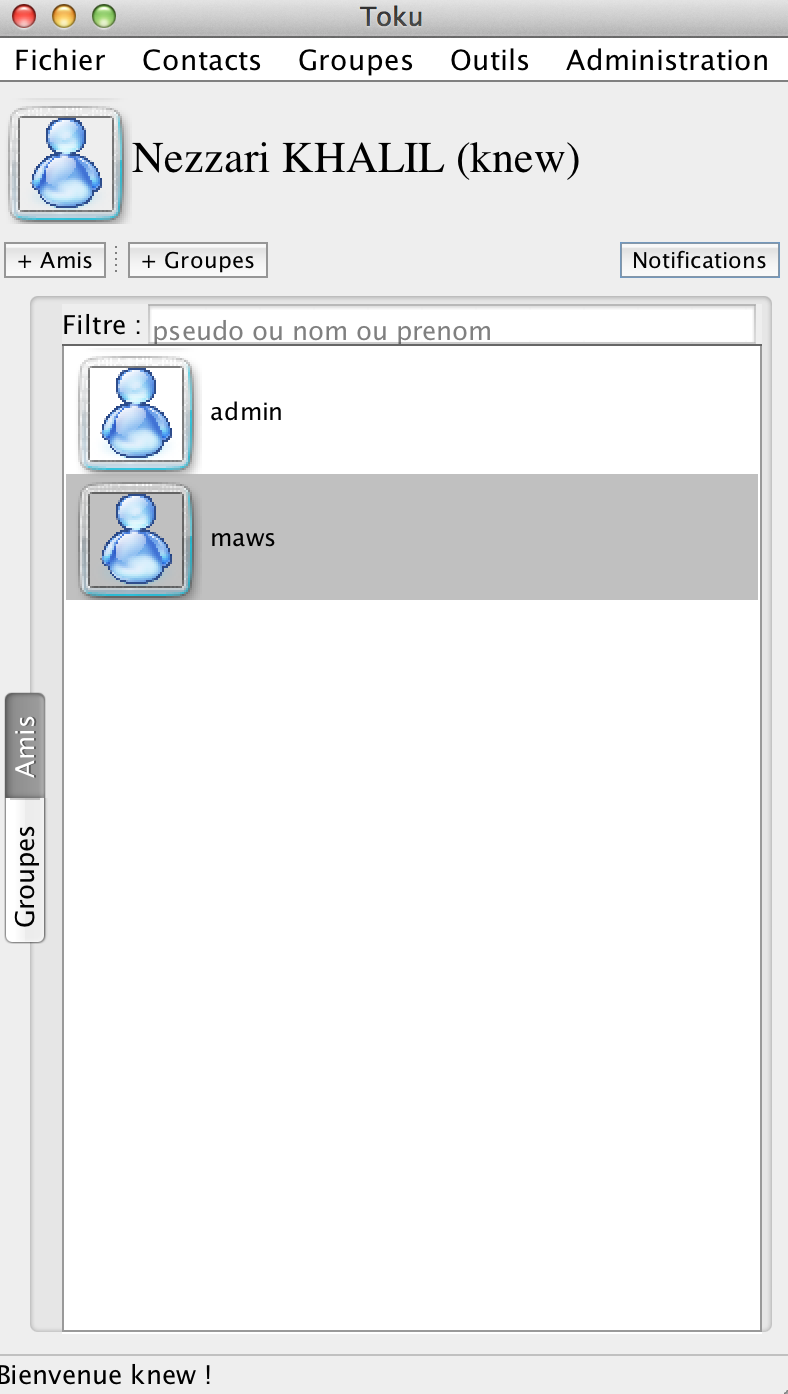 Toku
Fichier Contacts Groupes Outils Administration
Nezzari KHALIL (knew)
+ Amis + Groupes Notifications
Filtre : pseudo ou nom ou prenom
admin
maws
Amis
Groupes
Bienvenue knew !